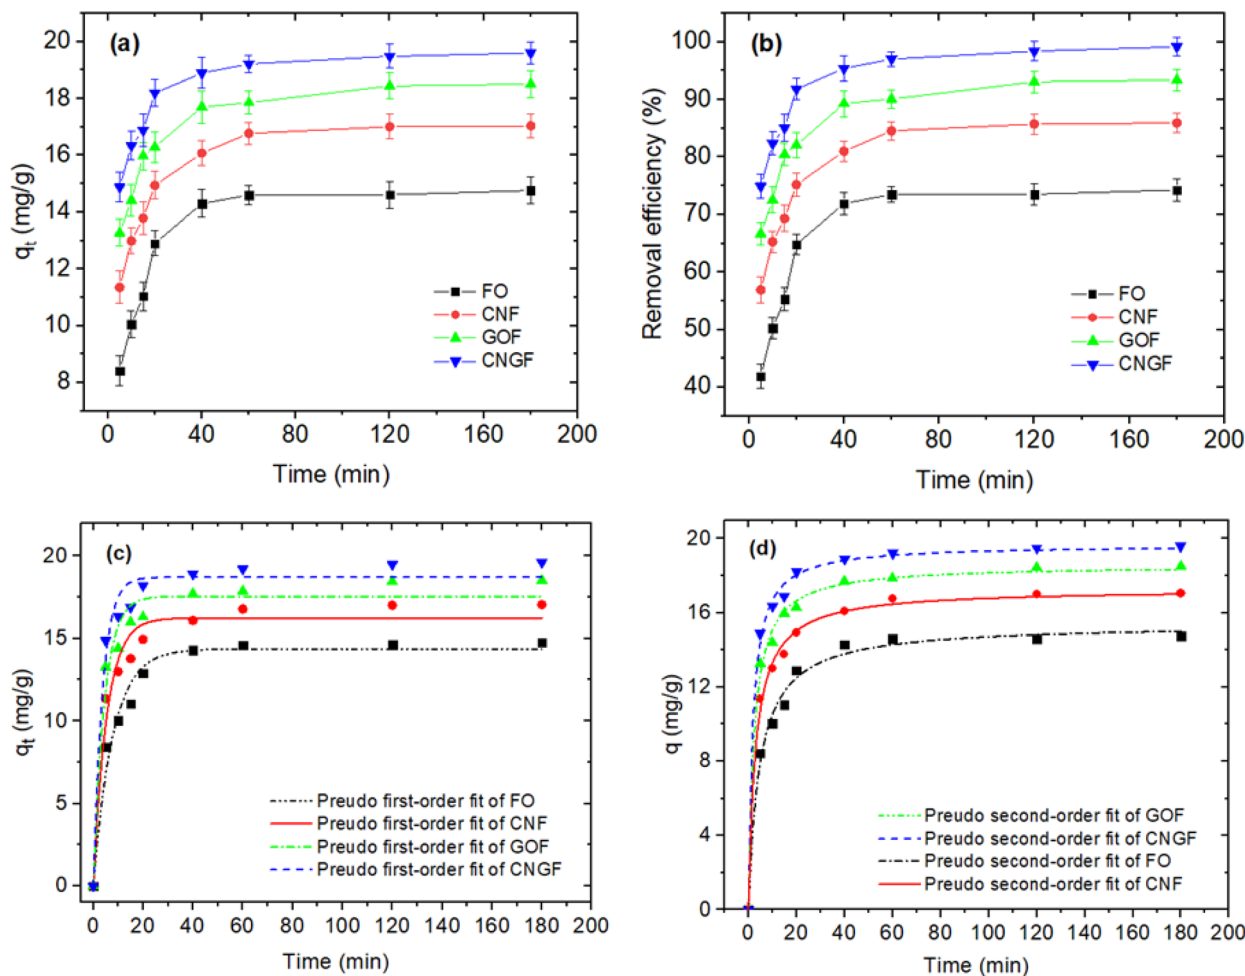 (a)
q_t (mg/g)
20
18
16
14
12
10
8
FO
CNF
GOF
CNGF
0 40 80 120 160 200
Time (min)
(b)
Removal efficiency (%)
100
90
80
70
60
50
40
FO
CNF
GOF
CNGF
0 40 80 120 160 200
Time (min)
(c)
q_t (mg/g)
20
15
10
5
0
Preudo first-order fit of FO
Preudo first-order fit of CNF
Preudo first-order fit of GOF
Preudo first-order fit of CNGF
0 20 40 60 80 100 120 140 160 180 200
Time (min)
(d)
q (mg/g)
20
16
12
8
4
0
Preudo second-order fit of GOF
Preudo second-order fit of CNGF
Preudo second-order fit of FO
Preudo second-order fit of CNF
0 20 40 60 80 100 120 140 160 180 200
Time (min)